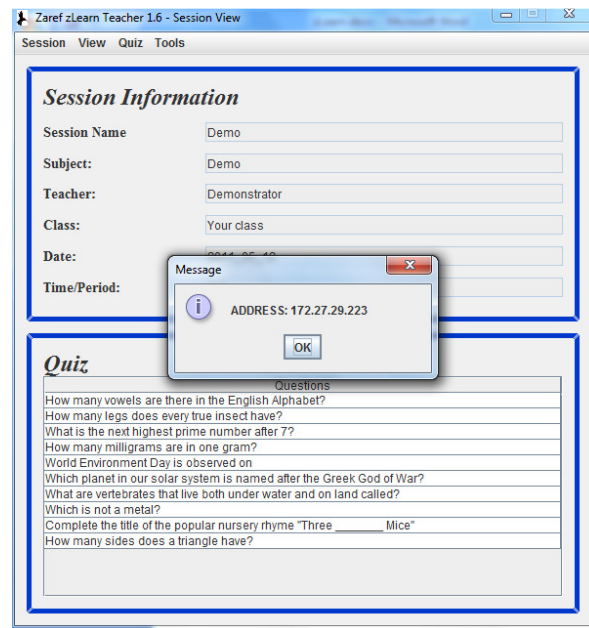 Zaref zLearn Teacher 1.6 - Session View
Session View Quiz Tools
Session Information
Session Name Demo
Subject: Demo
Teacher: Demonstrator
Class: Your class
Date:
Time/Period:
Message
ADDRESS: 172.27.29.223
OK
Quiz
Questions
How many vowels are there in the English Alphabet?
How many legs does every true insect have?
What is the next highest prime number after 7?
How many milligrams are in one gram?
World Environment Day is observed on
Which planet in our solar system is named after the Greek God of War?
What are vertebrates that live both under water and on land called?
Which is not a metal?
Complete the title of the popular nursery rhyme "Three ________ Mice"
How many sides does a triangle have?